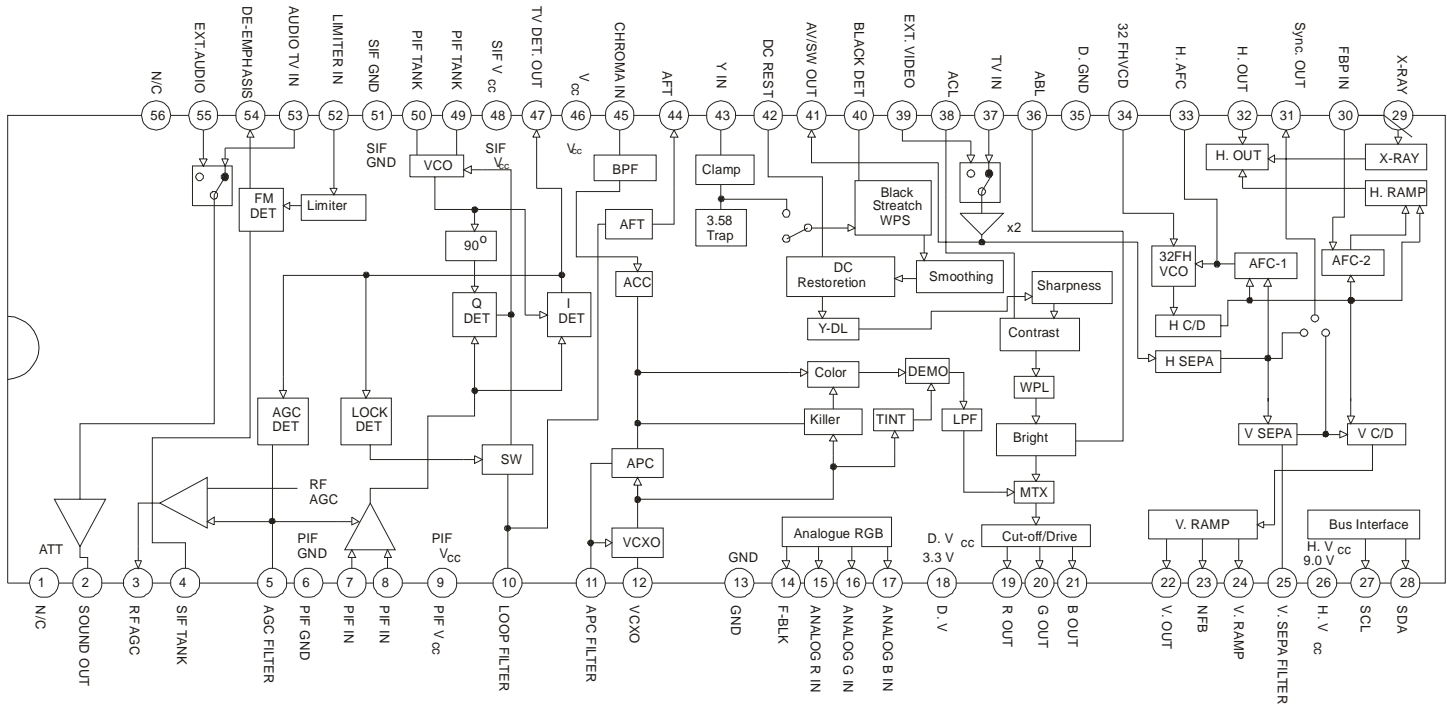 N/C
EXT.AUDIO
DE-EMPHASIS
AUDIO TV IN
LIMITER IN
SIF GND
PIF TANK
PIF TANK
SIF Vcc
TV DET. OUT
Vcc
CHROMA IN
AFT
Y IN
DC REST
AV/SW OUT
BLACK DET
EXT. VIDEO
ACL
TV IN
ABL
D. GND
32 FHVCD
H. AFC
H. OUT
Sync. OUT
FBP IN
X-RAY
56
55
54
53
52
51
50
49
48
47
46
45
44
43
42
41
40
39
38
37
36
35
34
33
32
31
30
29
SIF
GND
VCO
SIF
Vcc
Vcc
BPF
Clamp
H. OUT
X-RAY
FM
DET
Limiter
AFT
3.58
Trap
Black
Streatch
WPS
x2
H. RAMP
90°
ACC
DC
Restoretion
Smoothing
Sharpness
32FH
VCO
AFC-1
AFC-2
Q
DET
I
DET
Y-DL
Contrast
H C/D
H SEPA
Color
DEMO
WPL
AGC
DET
LOCK
DET
Killer
TINT
LPF
Bright
V SEPA
V C/D
SW
APC
MTX
RF
AGC
VCXO
Analogue RGB
Cut-off/Drive
V. RAMP
Bus Interface
ATT
PIF
GND
PIF
Vcc
GND
D. Vcc
3.3 V
H. Vcc
9.0 V
1
2
3
4
5
6
7
8
9
10
11
12
13
14
15
16
17
18
19
20
21
22
23
24
25
26
27
28
N/C
SOUND OUT
RF AGC
SIF TANK
AGC FILTER
PIF GND
PIF IN
PIF IN
PIF Vcc
LOOP FILTER
APC FILTER
VCXO
GND
F-BLK
ANALOG R IN
ANALOG G IN
ANALOG B IN
D. V
R OUT
G OUT
B OUT
V. OUT
NFB
V. RAMP
V. SEPA FILTER
H. Vcc
SCL
SDA